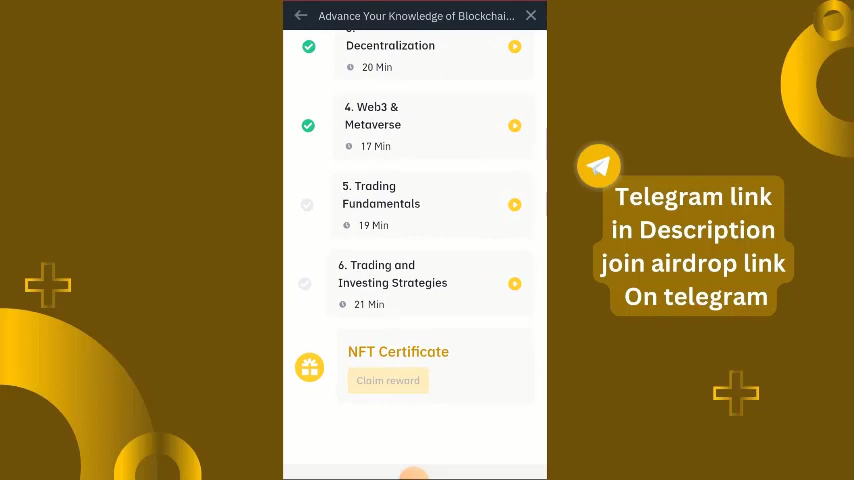 Advance Your Knowledge of Blockchai...
Decentralization
20 Min
4. Web3 &
Metaverse
17 Min
5. Trading
Fundamentals
19 Min
6. Trading and
Investing Strategies
21 Min
NFT Certificate
Claim reward
Telegram link
in Description
join airdrop link
On telegram